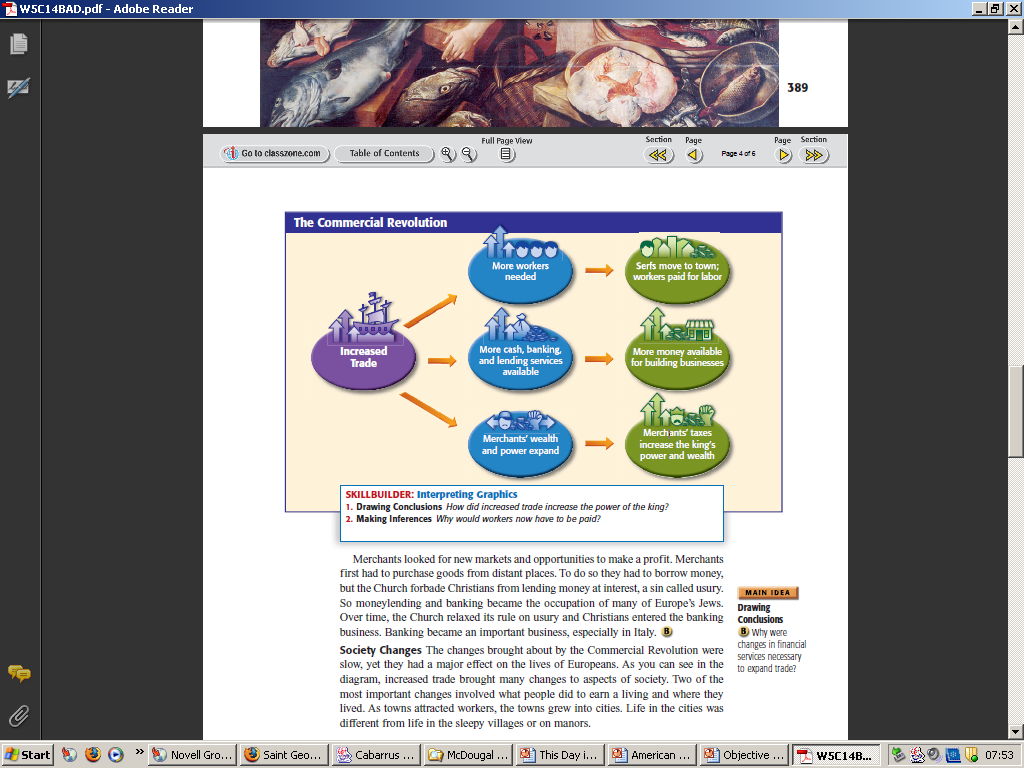 W5C14BAD.pdf - Adobe Reader
389
Full Page View
Section
Page
Page
Section
Go to classzone.com
Table of Contents
Page 4 of 6
The Commercial Revolution
More workers
needed
Serfs move to town;
workers paid for labor
Increased
Trade
More cash, banking,
and lending services
available
More money available
for building businesses
Merchants' wealth
and power expand
Merchants' taxes
increase the king's
power and wealth
SKILLBUILDER: Interpreting Graphics
1. Drawing Conclusions How did increased trade increase the power of the king?
2. Making Inferences Why would workers now have to be paid?
Merchants looked for new markets and opportunities to make a profit. Merchants
first had to purchase goods from distant places. To do so they had to borrow money,
but the Church forbade Christians from lending money at interest, a sin called usury.
So moneylending and banking became the occupation of many of Europe's Jews.
Over time, the Church relaxed its rule on usury and Christians entered the banking
business. Banking became an important business, especially in Italy. B
MAIN IDEA
Drawing
Conclusions
B Why were
changes in financial
services necessary
to expand trade?
Society Changes The changes brought about by the Commercial Revolution were
slow, yet they had a major effect on the lives of Europeans. As you can see in the
diagram, increased trade brought many changes to aspects of society. Two of the
most important changes involved what people did to earn a living and where they
lived. As towns attracted workers, the towns grew into cities. Life in the cities was
different from life in the sleepy villages or on manors.
Start
Novell Gro...
Saint Geo...
Cabarrus ...
McDougal ...
This Day i...
American ...
Objective ...
W5C14B...
07:53